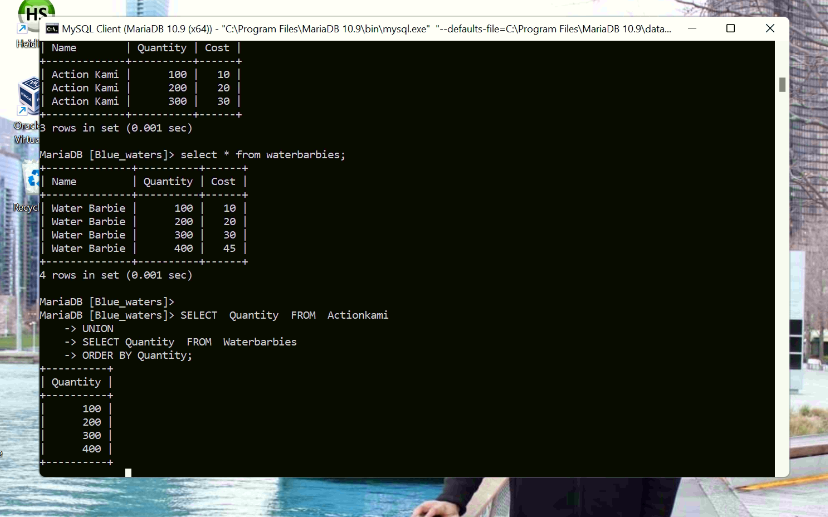 HS
MySQL Client (MariaDB 10.9 (x64)) - "C:\Program Files\MariaDB 10.9\bin\mysql.exe" "--defaults-file=C:\Program Files\MariaDB 10.9\data...
| Name | Quantity | Cost |
+-------------+----------+------+
| Action Kami | 100 | 10 |
| Action Kami | 200 | 20 |
| Action Kami | 300 | 30 |
+-------------+----------+------+
3 rows in set (0.001 sec)
MariaDB [Blue_waters]> select * from waterbarbies;
+--------------+----------+------+
| Name | Quantity | Cost |
+--------------+----------+------+
| Water Barbie | 100 | 10 |
| Water Barbie | 200 | 20 |
| Water Barbie | 300 | 30 |
| Water Barbie | 400 | 45 |
+--------------+----------+------+
4 rows in set (0.001 sec)
MariaDB [Blue_waters]>
MariaDB [Blue_waters]> SELECT Quantity FROM Actionkami
-> UNION
-> SELECT Quantity FROM Waterbarbies
-> ORDER BY Quantity;
+----------+
| Quantity |
+----------+
| 100 |
| 200 |
| 300 |
| 400 |
+----------+